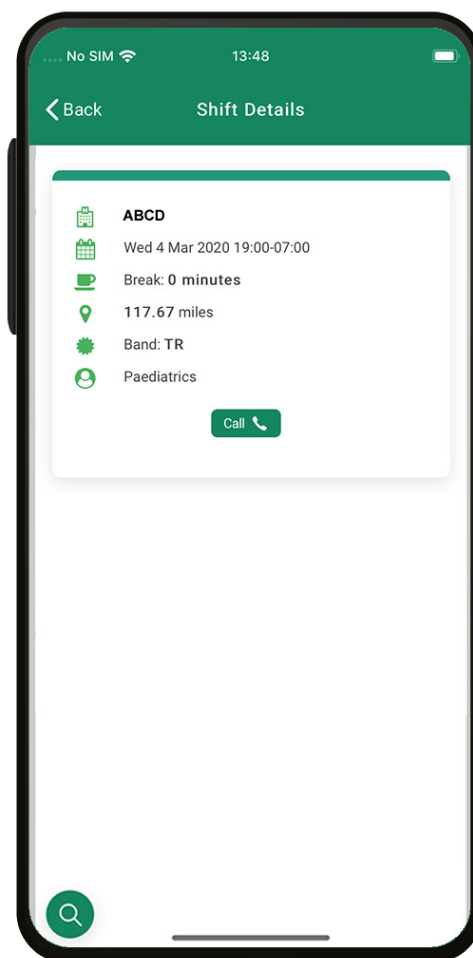 No SIM 13:48
Back Shift Details
ABCD
Wed 4 Mar 2020 19:00-07:00
Break: 0 minutes
117.67 miles
Band: TR
Paediatrics
Call